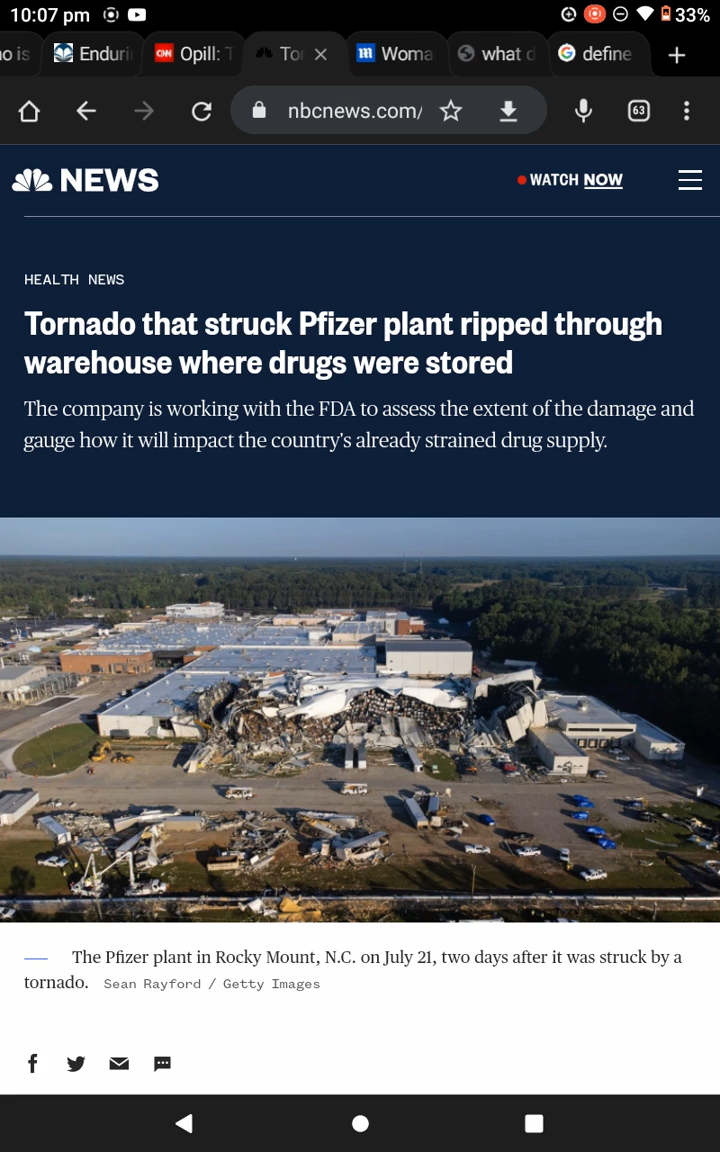 10:07 pm 33%
o is Enduri CNN Opill: T Tor Woma what d define
nbcnews.com/ 63
NEWS WATCH NOW
HEALTH NEWS
Tornado that struck Pfizer plant ripped through
warehouse where drugs were stored
The company is working with the FDA to assess the extent of the damage and
gauge how it will impact the country's already strained drug supply.
— The Pfizer plant in Rocky Mount, N.C. on July 21, two days after it was struck by a
tornado. Sean Rayford / Getty Images